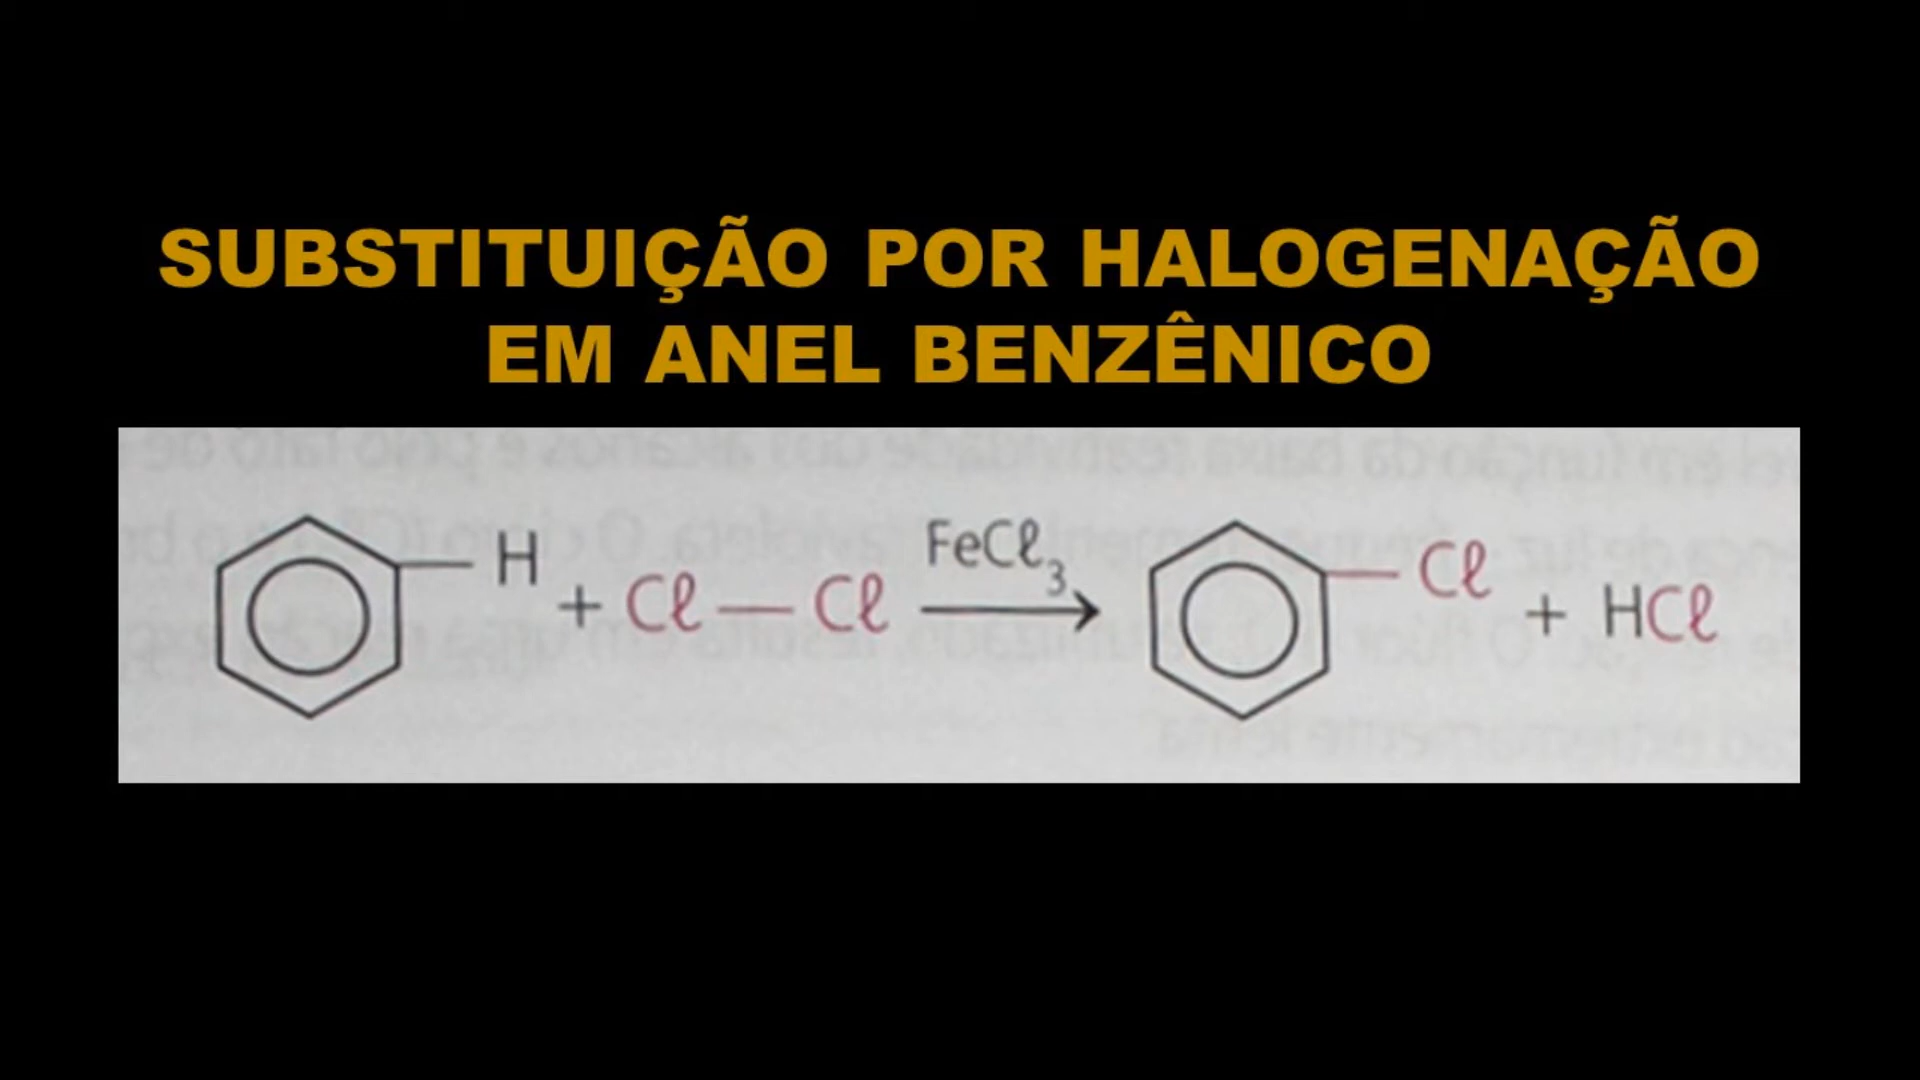 SUBSTITUIÇÃO POR HALOGENAÇÃO
EM ANEL BENZÊNICO
H + Cℓ — Cℓ FeCℓ₃ → Cℓ + HCℓ